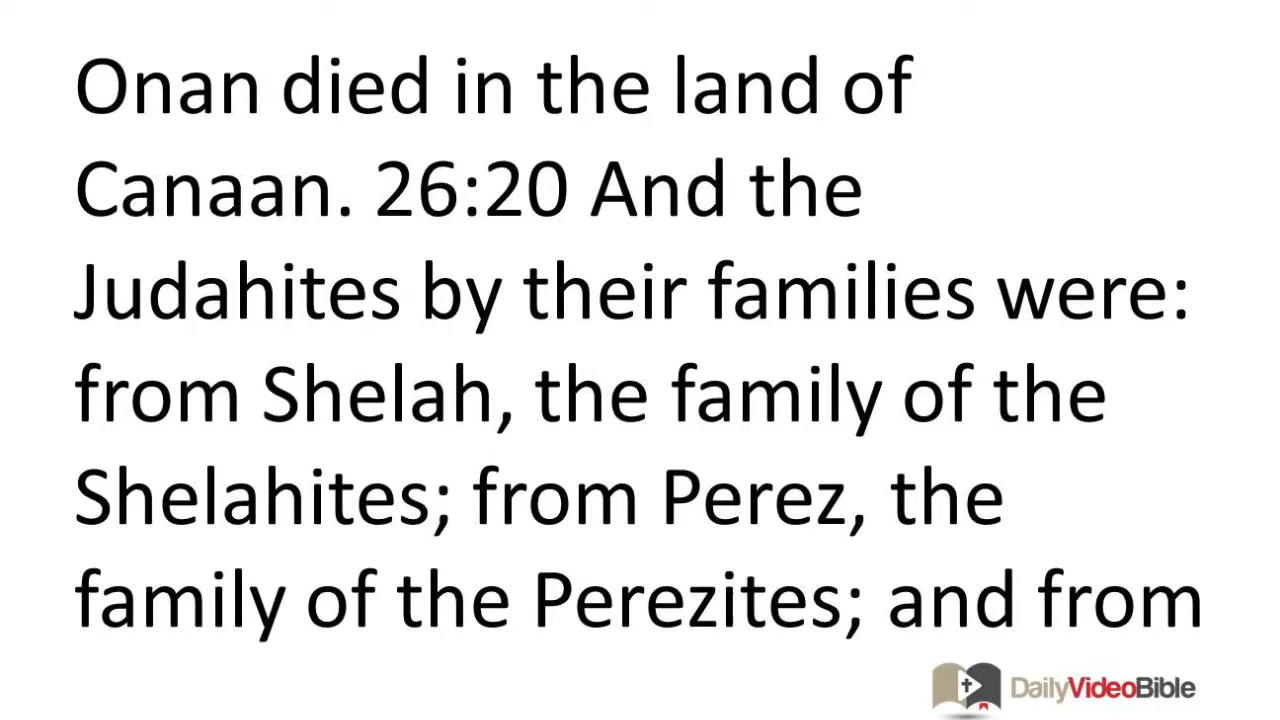 Onan died in the land of
Canaan. 26:20 And the
Judahites by their families were:
from Shelah, the family of the
Shelahites; from Perez, the
family of the Perezites; and from
DailyVideoBible